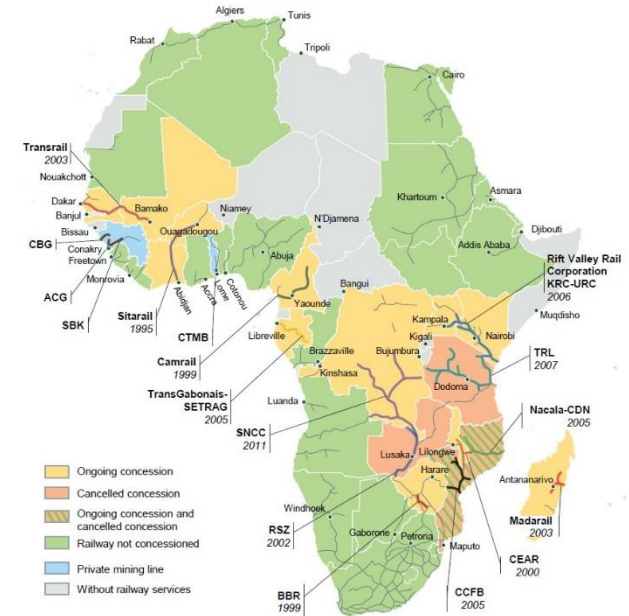 Algiers
Tunis
Rabat
Tripoli
Cairo
Transrail
2003
Nouakchott
Dakar
Banjul
Bamako
Bissau
CBG
Conakry
Freetown
Monrovia
ACG
SBK
Ouagadougou
Niamey
N'Djamena
Khartoum
Asmara
Djibouti
Addis Ababa
Abuja
Abidjan
Accra
Lome
Cotonou
Sitarail
1995
CTMB
Bangui
Yaounde
Libreville
Camrail
1999
Rift Valley Rail
Corporation
KRC-URC
2006
Muqdisho
Kampala
Kigali
Nairobi
Brazzaville
Bujumbura
Kinshasa
TransGabonais-
SETRAG
2005
TRL
2007
Dodoma
Luanda
SNCC
2011
Nacala-CDN
2005
Lusaka
Lilongwe
Harare
Antananarivo
Madarail
2003
RSZ
2002
Windhoek
Gaborone
Petroria
Maputo
CEAR
2000
BBR
1999
CCFB
2005
Ongoing concession
Cancelled concession
Ongoing concession and
cancelled concession
Railway not concessioned
Private mining line
Without railway services